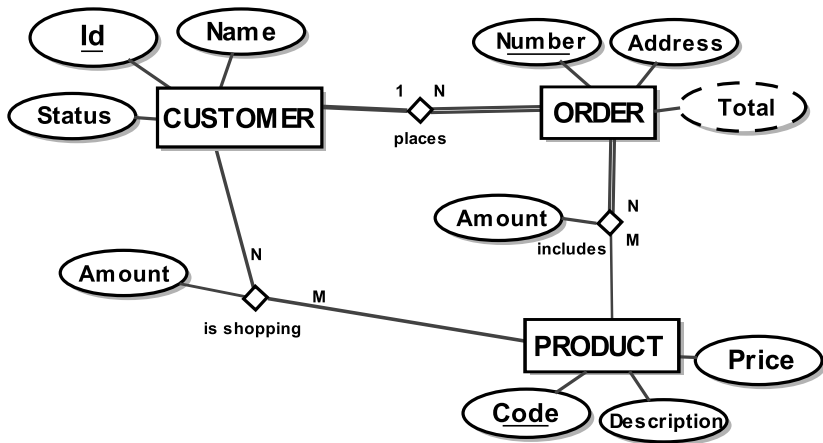 Id
Name
Number
Address
Status
CUSTOMER
1
N
places
ORDER
Total
Amount
N
includes
M
N
Amount
M
is shopping
PRODUCT
Price
Code
Description